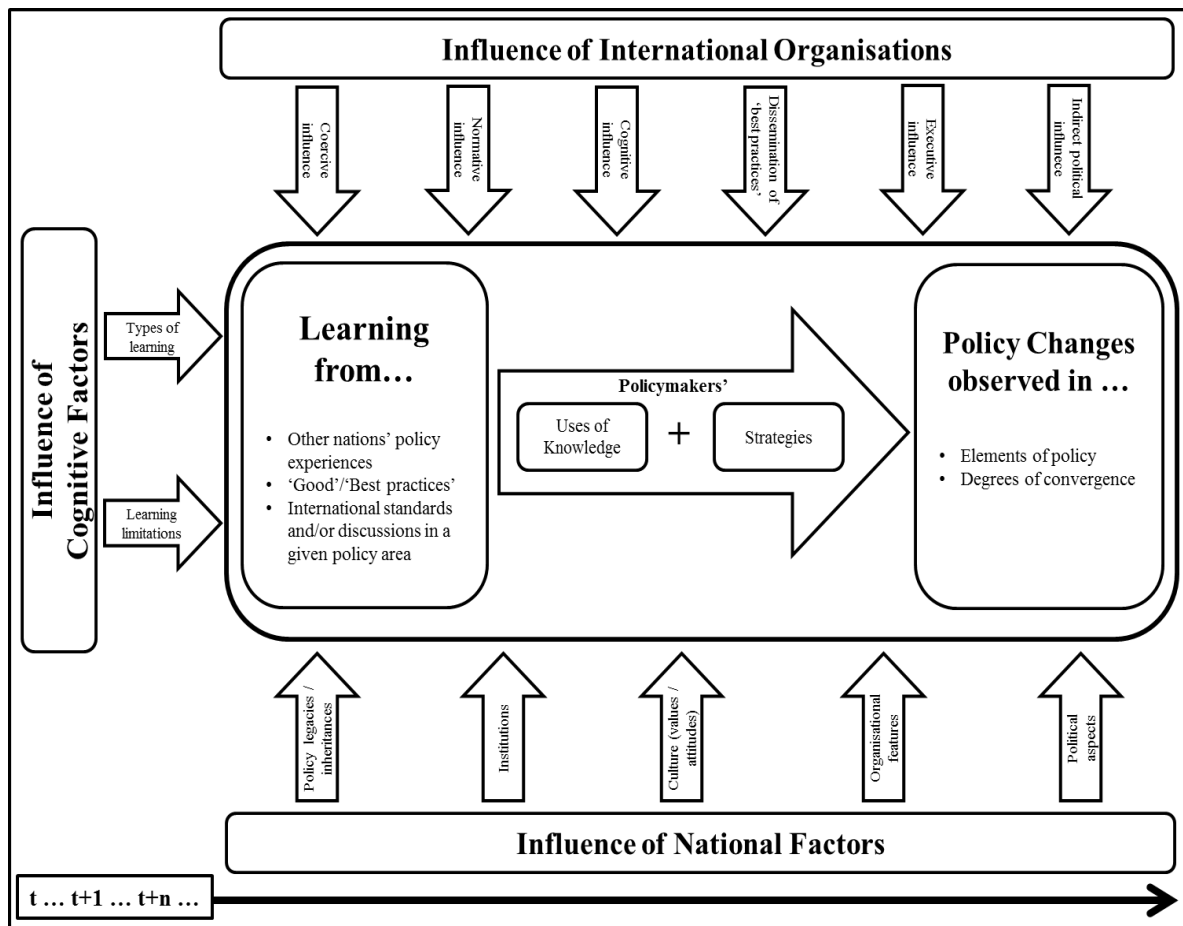 Influence of International Organisations
Coercive
influence
Normative
influence
Cognitive
influence
Dissemination of
‘best practices’
Executive
influence
Indirect political
influnece
Influence of
Cognitive Factors
Types of
learning
Learning
limitations
Learning
from…
• Other nations’ policy
experiences
• ‘Good’/‘Best practices’
• International standards
and/or discussions in a
given policy area
Policymakers’
Uses of
Knowledge
+
Strategies
Policy Changes
observed in …
• Elements of policy
• Degrees of convergence
Policy legacies /
inheritances
Institutions
Culture (values /
attitudes)
Organisational
features
Political
aspects
Influence of National Factors
t … t+1 … t+n …